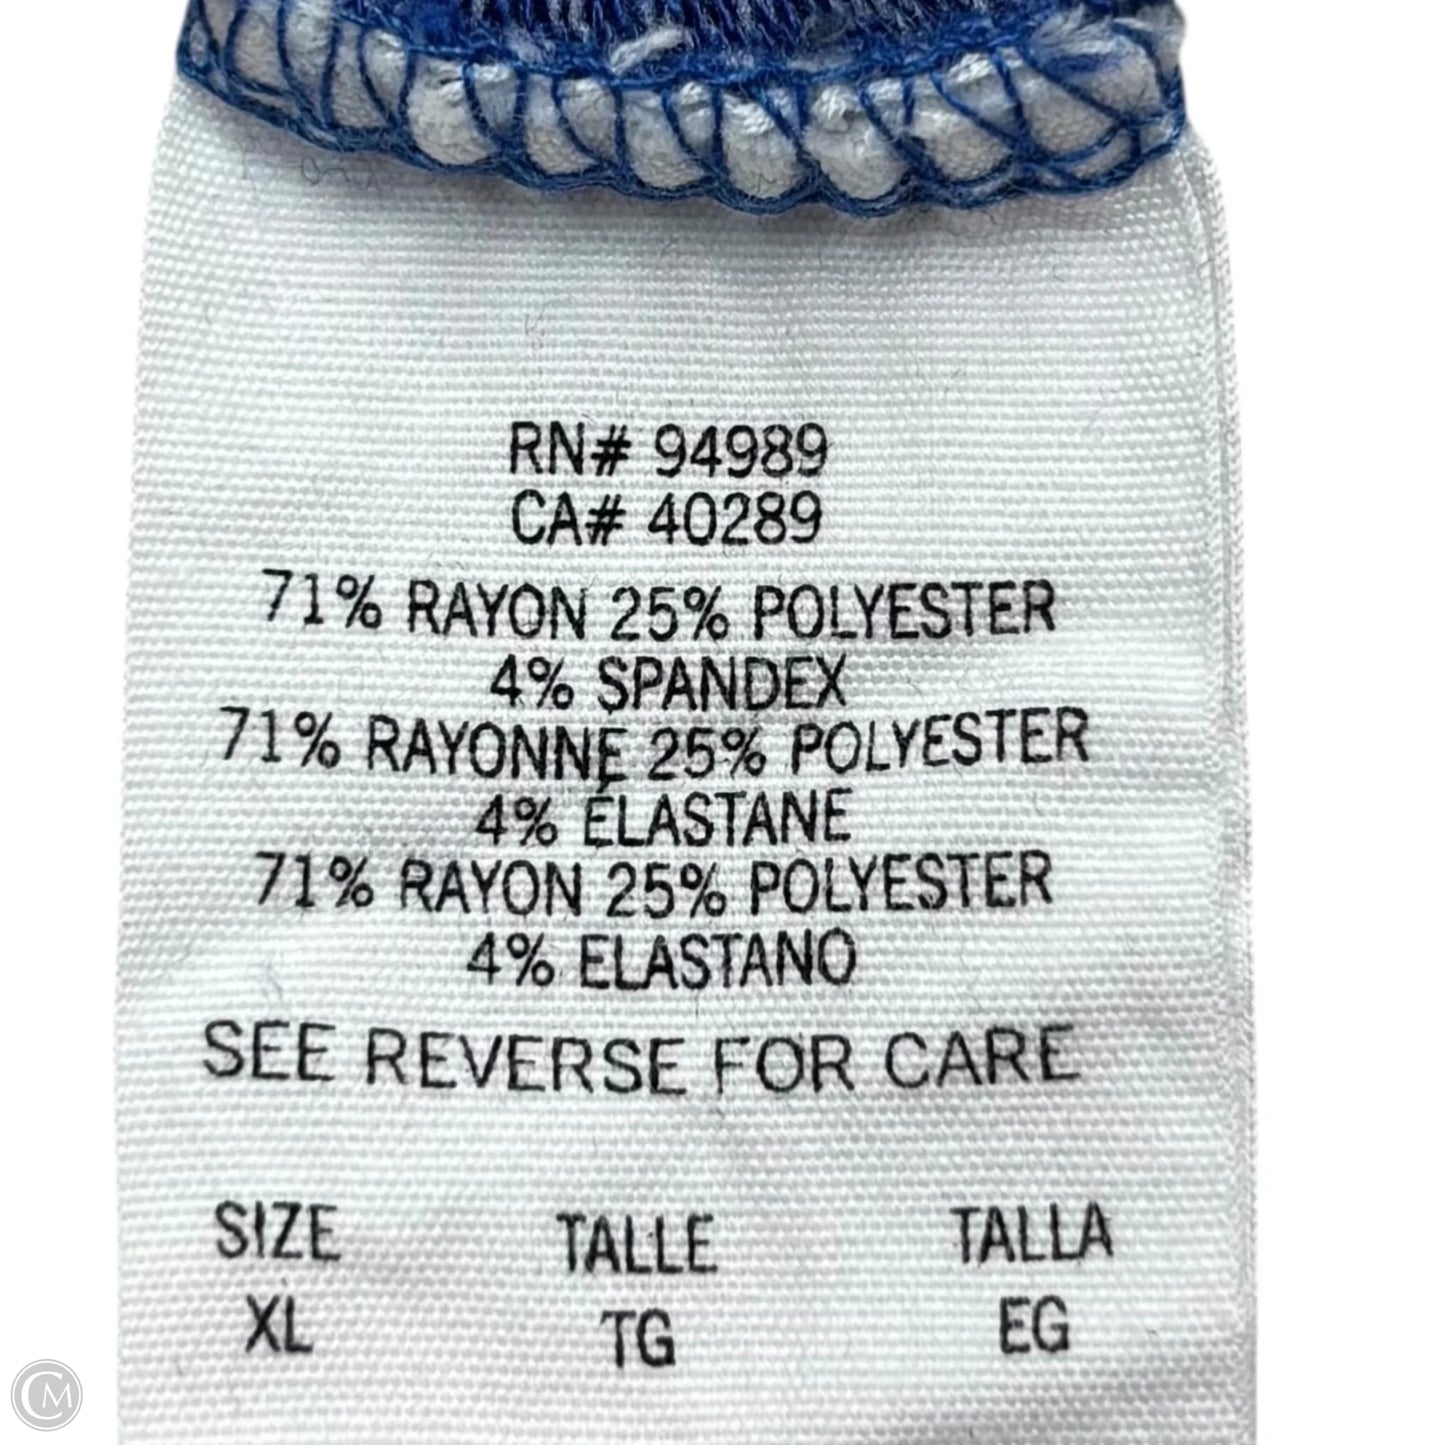 RN# 94989
CA# 40289
71% RAYON 25% POLYESTER
4% SPANDEX
71% RAYONNE 25% POLYESTER
4% ÉLASTANE
71% RAYON 25% POLYESTER
4% ELASTANO
SEE REVERSE FOR CARE
SIZE TALLE TALLA
XL TG EG
CM